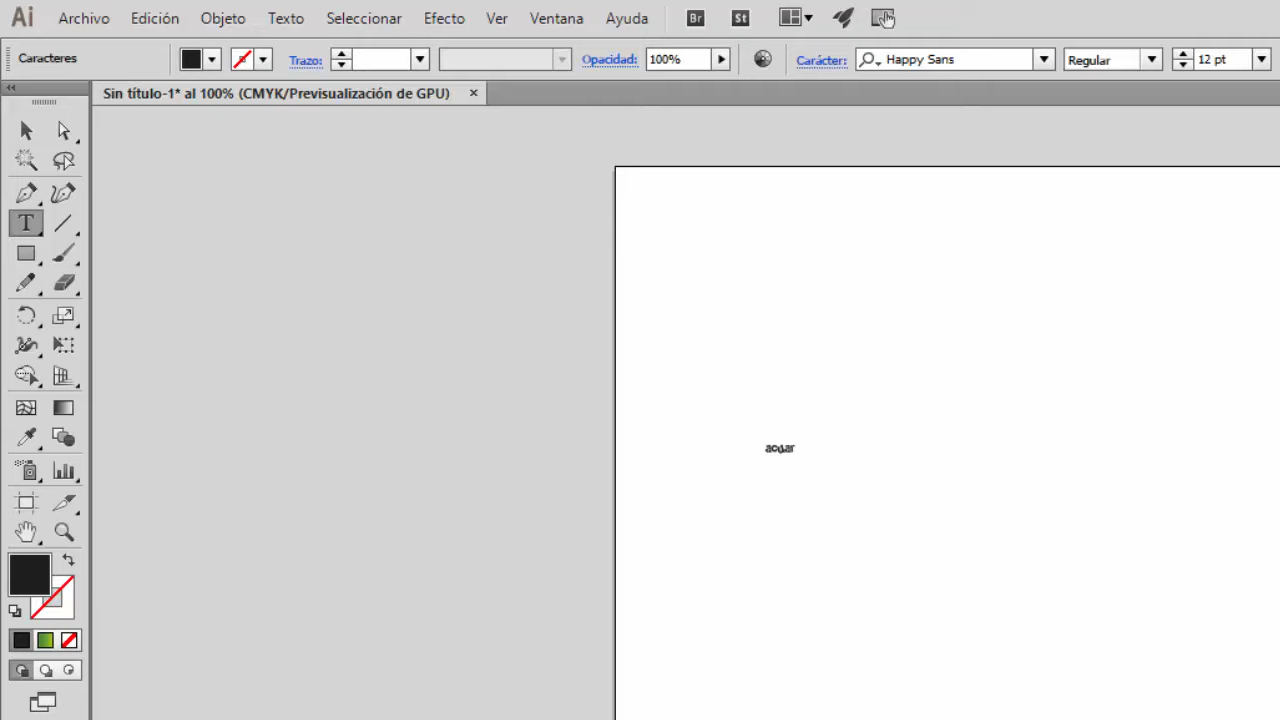 Ai Archivo Edición Objeto Texto Seleccionar Efecto Ver Ventana Ayuda Br St
Caracteres Trazo: Opacidad: 100% Carácter: Happy Sans Regular 12 pt
Sin título-1* al 100% (CMYK/Previsualización de GPU) ×
T